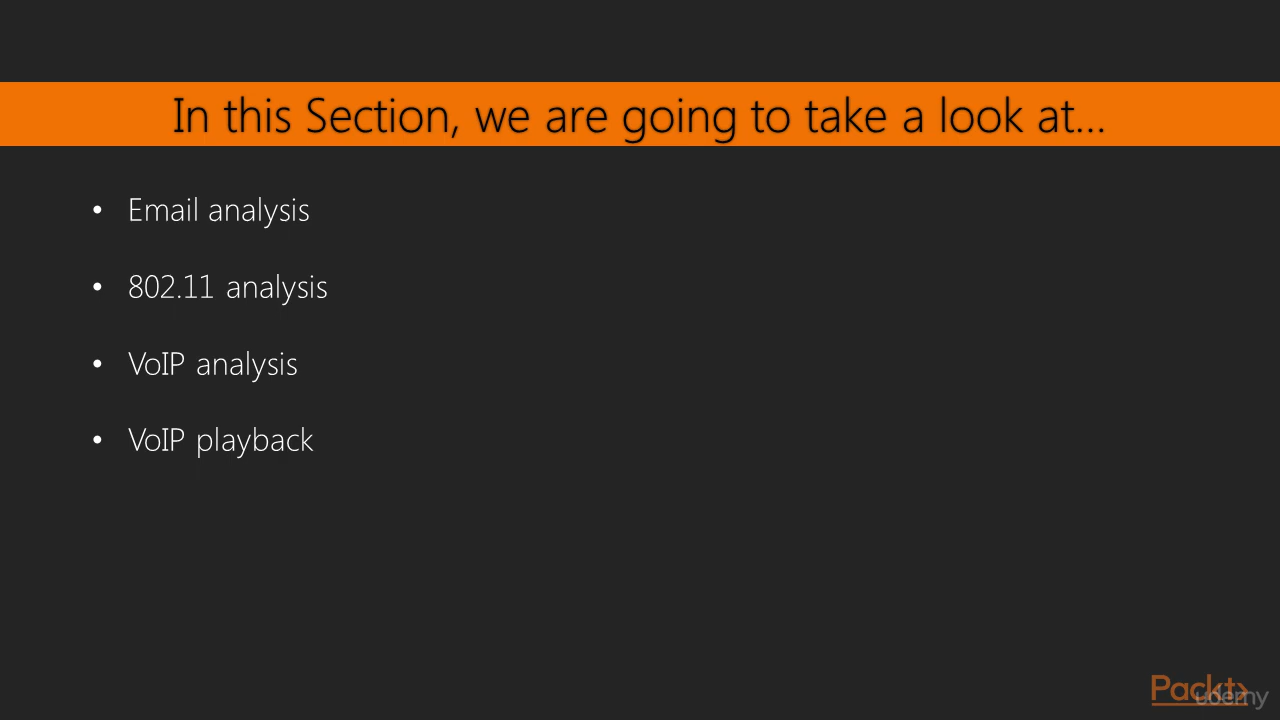 In this Section, we are going to take a look at...
• Email analysis
• 802.11 analysis
• VoIP analysis
• VoIP playback
Packt>
udemy